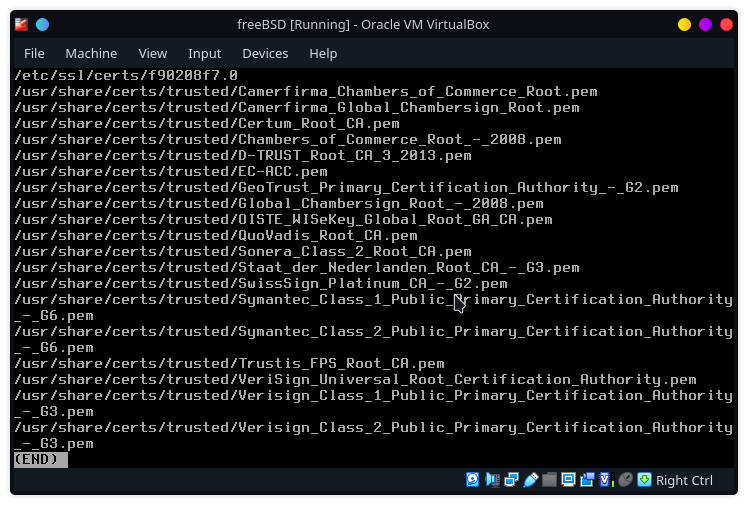 freeBSD [Running] - Oracle VM VirtualBox
File Machine View Input Devices Help
/etc/ssl/certs/f90208f7.0
/usr/share/certs/trusted/Camerfirma_Chambers_of_Commerce_Root.pem
/usr/share/certs/trusted/Camerfirma_Global_Chambersign_Root.pem
/usr/share/certs/trusted/Certum_Root_CA.pem
/usr/share/certs/trusted/Chambers_of_Commerce_Root_-_2008.pem
/usr/share/certs/trusted/D-TRUST_Root_CA_3_2013.pem
/usr/share/certs/trusted/EC-ACC.pem
/usr/share/certs/trusted/GeoTrust_Primary_Certification_Authority_-_G2.pem
/usr/share/certs/trusted/Global_Chambersign_Root_-_2008.pem
/usr/share/certs/trusted/OISTE_WISeKey_Global_Root_GA_CA.pem
/usr/share/certs/trusted/QuoVadis_Root_CA.pem
/usr/share/certs/trusted/Sonera_Class_2_Root_CA.pem
/usr/share/certs/trusted/Staat_der_Nederlanden_Root_CA_-_G3.pem
/usr/share/certs/trusted/SwissSign_Platinum_CA_-_G2.pem
/usr/share/certs/trusted/Symantec_Class_1_Public_Primary_Certification_Authority
_-_G6.pem
/usr/share/certs/trusted/Symantec_Class_2_Public_Primary_Certification_Authority
_-_G6.pem
/usr/share/certs/trusted/Trustis_FPS_Root_CA.pem
/usr/share/certs/trusted/VeriSign_Universal_Root_Certification_Authority.pem
/usr/share/certs/trusted/Verisign_Class_1_Public_Primary_Certification_Authority
_-_G3.pem
/usr/share/certs/trusted/Verisign_Class_2_Public_Primary_Certification_Authority
_-_G3.pem
(END)
Right Ctrl